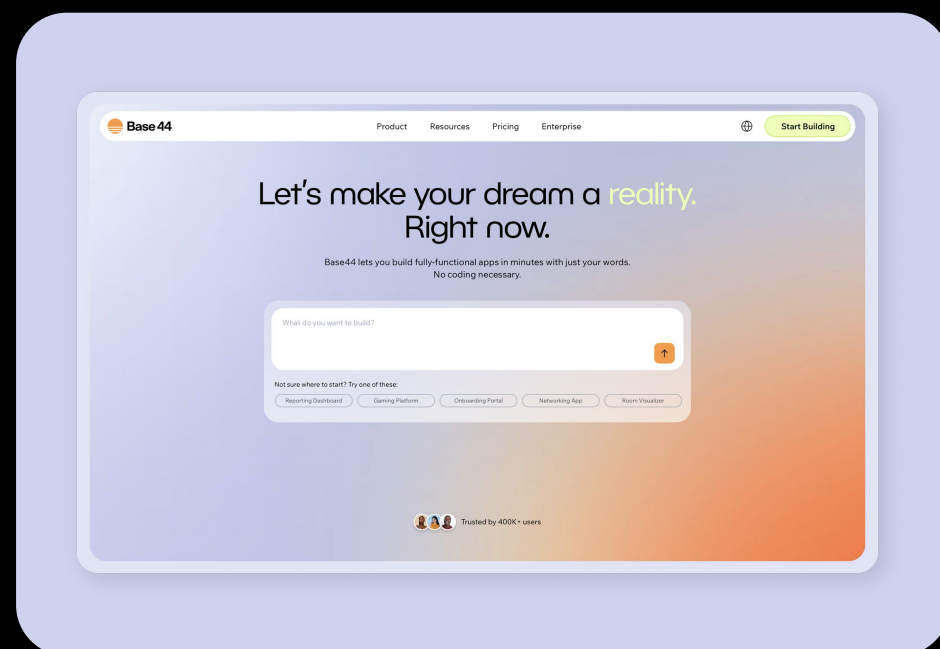 Base 44
Product Resources Pricing Enterprise
Start Building
Let's make your dream a reality.
Right now.
Base44 lets you build fully-functional apps in minutes with just your words.
No coding necessary.
What do you want to build?
Not sure where to start? Try one of these:
Reporting Dashboard Gaming Platform Onboarding Portal Networking App Room Visualizer
Trusted by 400K+ users